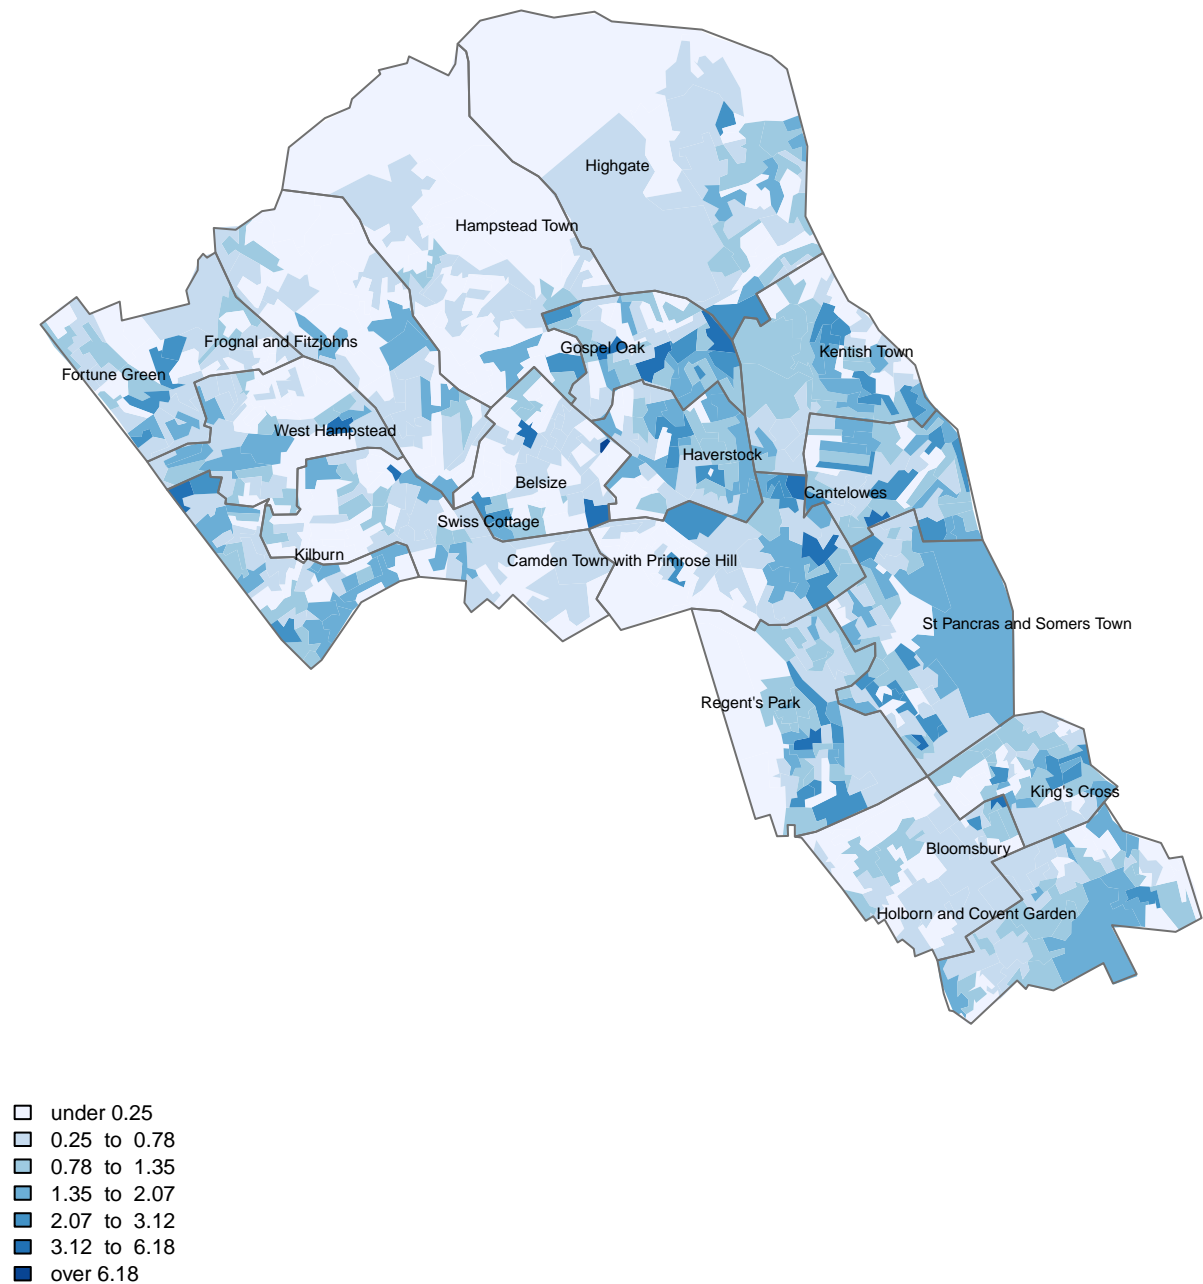 Highgate
Hampstead Town
Frognal and Fitzjohns
Gospel Oak
Kentish Town
Fortune Green
West Hampstead
Haverstock
Belsize
Cantelowes
Swiss Cottage
Kilburn
Camden Town with Primrose Hill
St Pancras and Somers Town
Regent's Park
King's Cross
Bloomsbury
Holborn and Covent Garden
under 0.25
0.25 to 0.78
0.78 to 1.35
1.35 to 2.07
2.07 to 3.12
3.12 to 6.18
over 6.18